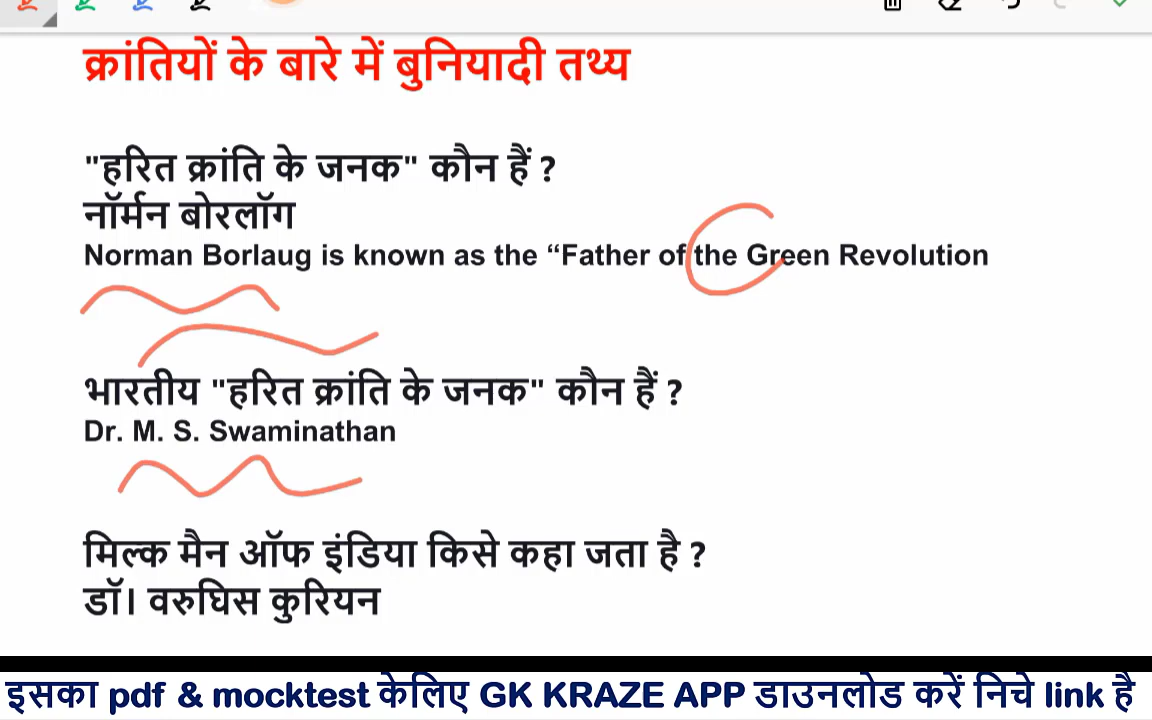 क्रांतियों के बारे में बुनियादी तथ्य
"हरित क्रांति के जनक" कौन हैं ?
नॉर्मन बोरलॉग
Norman Borlaug is known as the “Father of the Green Revolution
भारतीय "हरित क्रांति के जनक" कौन हैं ?
Dr. M. S. Swaminathan
मिल्क मैन ऑफ इंडिया किसे कहा जता है ?
डॉ। वरुघिस कुरियन
इसका pdf & mocktest केलिए GK KRAZE APP डाउनलोड करें निचे link है